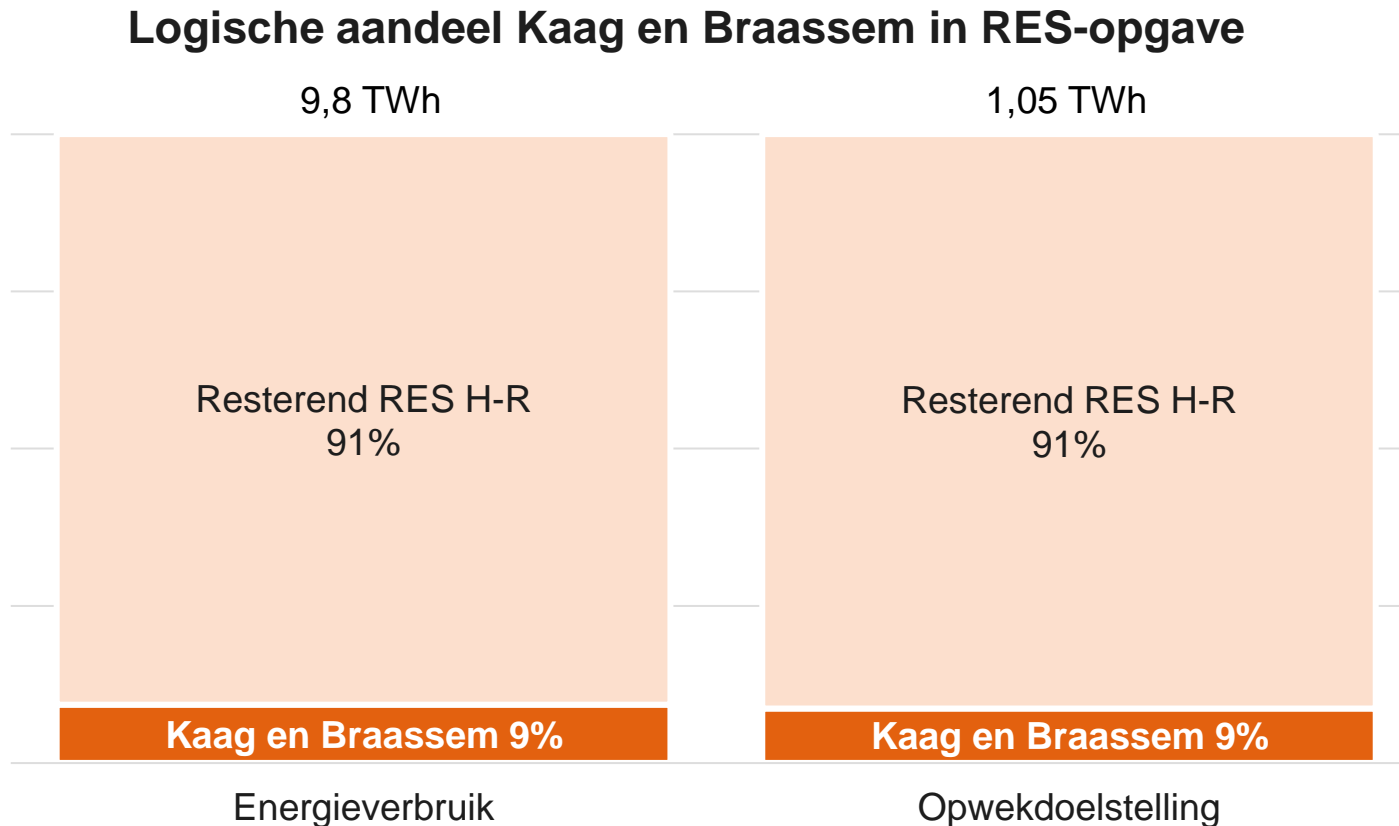 Logische aandeel Kaag en Braassem in RES-opgave
9,8 TWh
1,05 TWh
Resterend RES H-R
91%
Resterend RES H-R
91%
Kaag en Braassem 9%
Kaag en Braassem 9%
Energieverbruik
Opwekdoelstelling